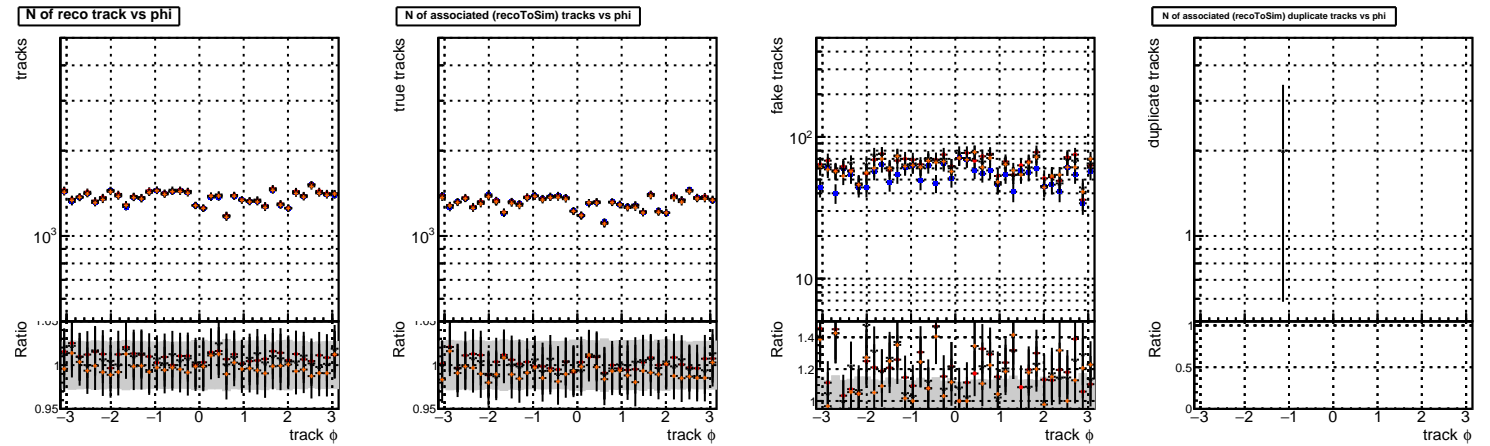 N of reco track vs phi
tracks
10³
Ratio
1.05
1
0.95
−3 −2 −1 0 1 2 3
track ϕ
N of associated (recoToSim) tracks vs phi
true tracks
10³
Ratio
1
0.95
−3 −2 −1 0 1 2 3
track ϕ
fake tracks
10²
10
Ratio
1.4
1.2
1
−3 −2 −1 0 1 2 3
track ϕ
N of associated (recoToSim) duplicate tracks vs phi
duplicate tracks
1
Ratio
1
0.5
0
−3 −2 −1 0 1 2 3
track ϕ